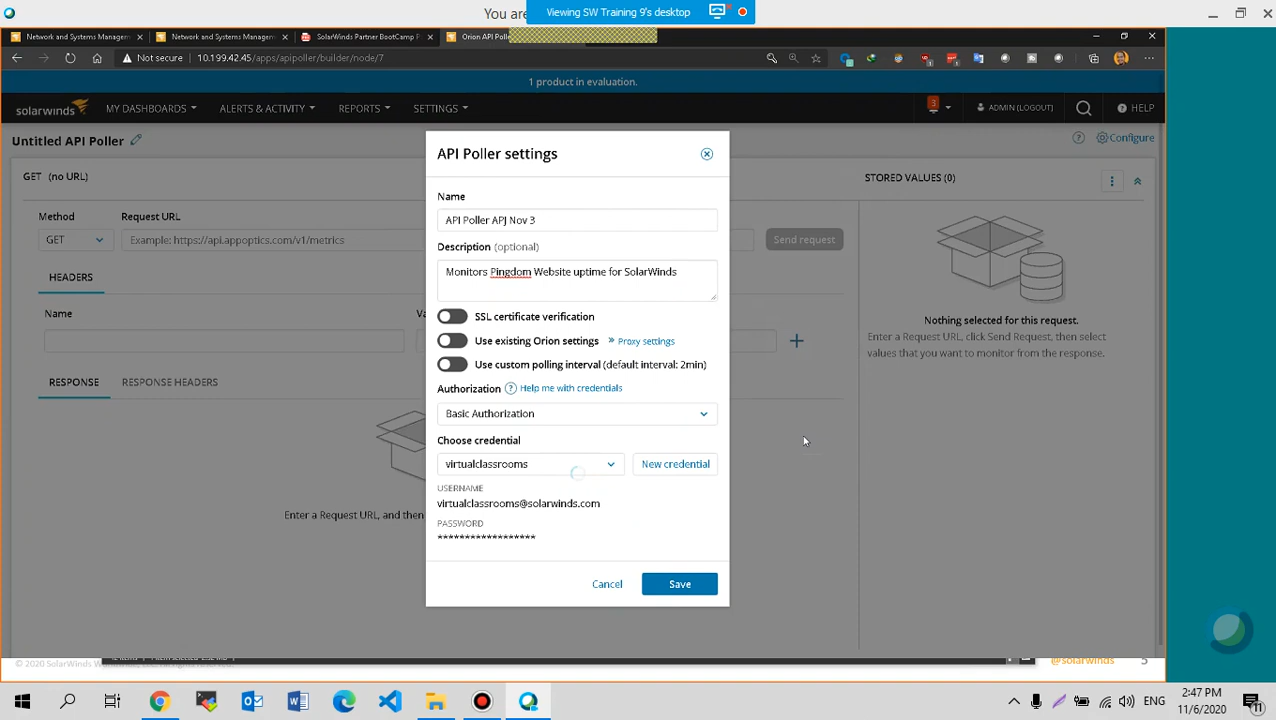 You are
Viewing SW Training 9's desktop
Network and Systems Managem
Network and Systems Managem
SolarWinds Partner BootCamp P
Orion API Poll
Not secure
10.199.42.45/apps/apipoller/builder/node/7
1 product in evaluation.
solarwinds
MY DASHBOARDS
ALERTS & ACTIVITY
REPORTS
SETTINGS
3
ADMIN (LOGOUT)
HELP
Untitled API Poller
Configure
GET (no URL)
STORED VALUES (0)
Method
Request URL
GET
Example: https://api.appoptics.com/v1/metrics
Send request
HEADERS
Name
Va
RESPONSE
RESPONSE HEADERS
Enter a Request URL, and
Nothing selected for this request.
Enter a Request URL, click Send Request, then select
values that you want to monitor from the response.
API Poller settings
Name
API Poller APJ Nov 3
Description (optional)
Monitors Pingdom Website uptime for SolarWinds
SSL certificate verification
Use existing Orion settings
» Proxy settings
Use custom polling interval (default interval: 2min)
Authorization
Help me with credentials
Basic Authorization
Choose credential
virtualclassrooms
New credential
USERNAME
virtualclassrooms@solarwinds.com
PASSWORD
******************
Cancel
Save
@solarwinds
5
ENG
2:47 PM
11/6/2020